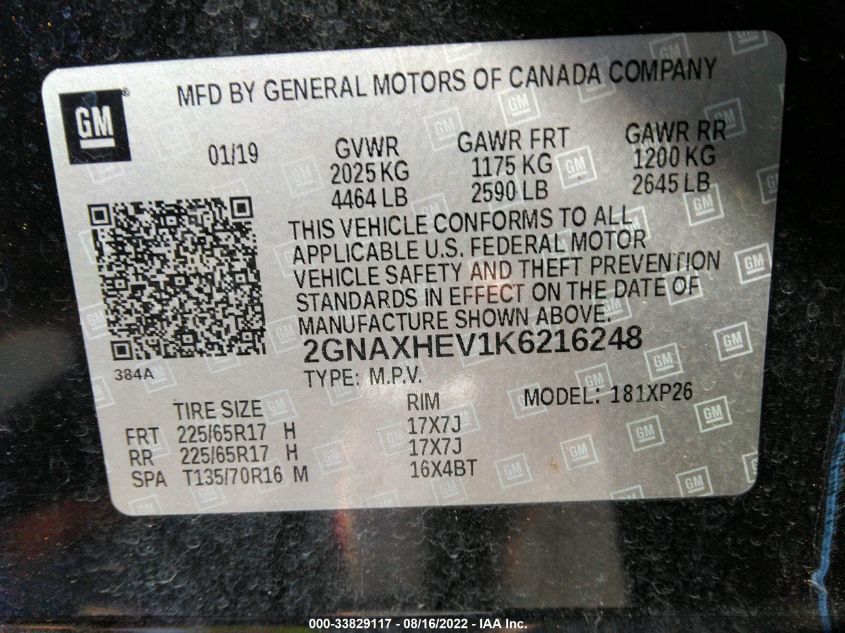 MFD BY GENERAL MOTORS OF CANADA COMPANY
GM
01/19 GVWR GAWR FRT GAWR RR
2025 KG 1175 KG 1200 KG
4464 LB 2590 LB 2645 LB
THIS VEHICLE CONFORMS TO ALL
APPLICABLE U.S. FEDERAL MOTOR
VEHICLE SAFETY AND THEFT PREVENTION
STANDARDS IN EFFECT ON THE DATE OF
MANUFACTURE SHOWN ABOVE.
2GNAXHEV1K6216248
384A
TYPE: M.P.V. MODEL: 181XP26
TIRE SIZE RIM
FRT 225/65R17 H 17X7J
RR 225/65R17 H 17X7J
SPA T135/70R16 M 16X4BT
000-33829117 - 08/16/2022 - IAA Inc.